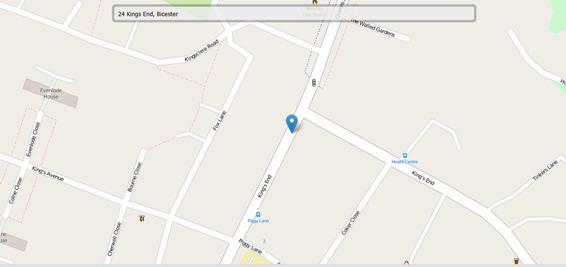 24 Kings End, Bicester
The Walled Gardens
Kingsclere Road
Evenlode
House
Fox Lane
Evenlode Close
Health Centre
King's Avenue
Bourne Close
King's End
King's End
Tinkers Lane
Colne Close
Piggy Lane
Coker Close
Cherwell Close
Piggy Lane